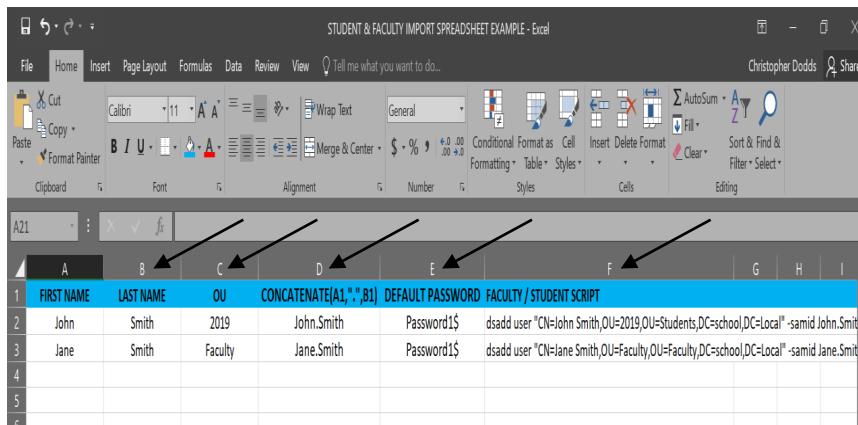 STUDENT & FACULTY IMPORT SPREADSHEET EXAMPLE - Excel
File Home Insert Page Layout Formulas Data Review View Tell me what you want to do... Christopher Dodds Share
Cut
Copy
Format Painter
Paste
Clipboard
Calibri 11 A A
B I U A
Font
Wrap Text
Merge & Center
Alignment
General
$ % , .0 .00 .00 .0
Number
Conditional Formatting
Format as Table
Cell Styles
Styles
Insert Delete Format
Cells
AutoSum
Fill
Clear
Sort & Filter
Find & Select
Editing
A21 fx
A B C D E F G H I
1 FIRST NAME LAST NAME OU CONCATENATE(A1,".",B1) DEFAULT PASSWORD FACULTY / STUDENT SCRIPT
2 John Smith 2019 John.Smith Password1$ dsadd user "CN=John Smith,OU=2019,OU=Students,DC=school,DC=Local" -samid John.Smit
3 Jane Smith Faculty Jane.Smith Password1$ dsadd user "CN=Jane Smith,OU=Faculty,OU=Faculty,DC=school,DC=Local" -samid Jane.Smit
4
5